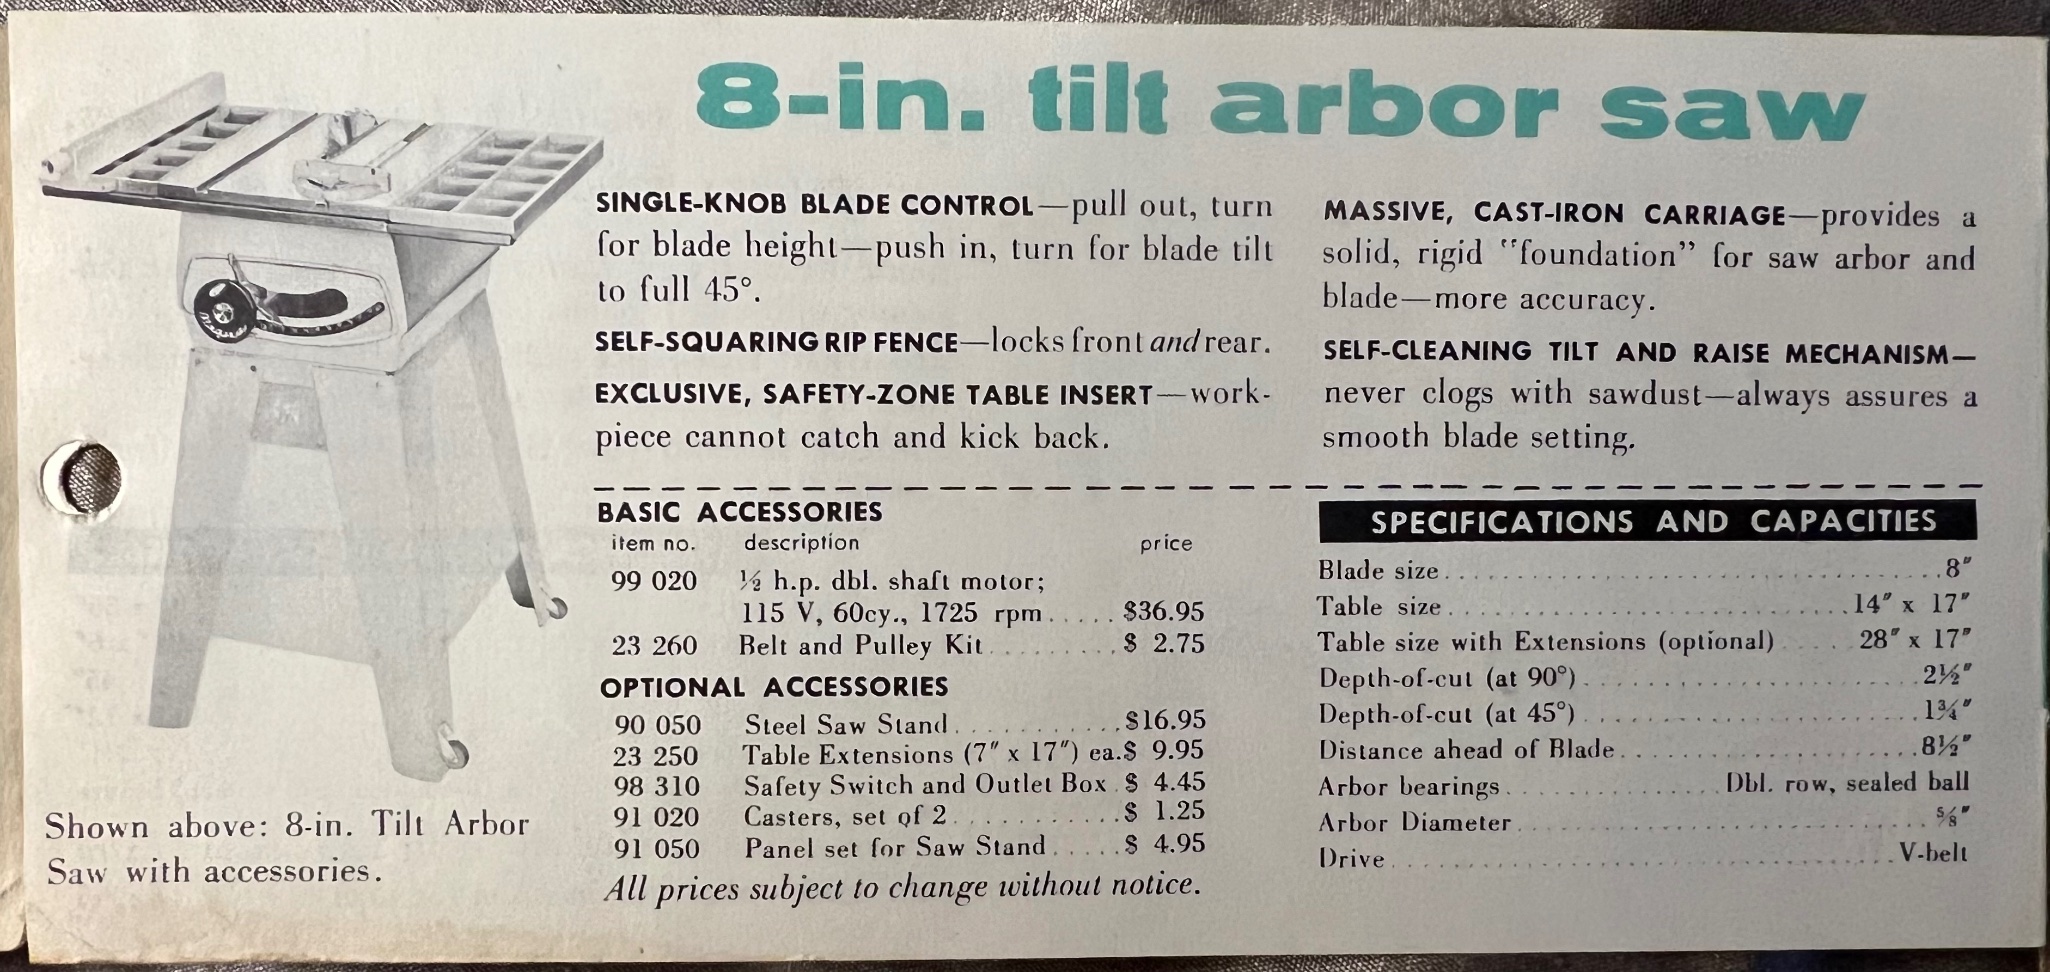 8-in. tilt arbor saw
SINGLE-KNOB BLADE CONTROL—pull out, turn
for blade height—push in, turn for blade tilt
to full 45°.
SELF-SQUARING RIP FENCE—locks front and rear.
EXCLUSIVE, SAFETY-ZONE TABLE INSERT—work-
piece cannot catch and kick back.
MASSIVE, CAST-IRON CARRIAGE—provides a
solid, rigid "foundation" for saw arbor and
blade—more accuracy.
SELF-CLEANING TILT AND RAISE MECHANISM—
never clogs with sawdust—always assures a
smooth blade setting.
BASIC ACCESSORIES
item no. description price
99 020 ½ h.p. dbl. shaft motor;
115 V, 60cy., 1725 rpm.....$36.95
23 260 Belt and Pulley Kit.........$ 2.75
OPTIONAL ACCESSORIES
90 050 Steel Saw Stand...........$16.95
23 250 Table Extensions (7" x 17") ea.$ 9.95
98 310 Safety Switch and Outlet Box.$ 4.45
91 020 Casters, set of 2...........$ 1.25
91 050 Panel set for Saw Stand.....$ 4.95
All prices subject to change without notice.
SPECIFICATIONS AND CAPACITIES
Blade size..............................8"
Table size.........................14" x 17"
Table size with Extensions (optional)....28" x 17"
Depth-of-cut (at 90°)....................2½"
Depth-of-cut (at 45°)....................1¾"
Distance ahead of Blade..................8½"
Arbor bearings.............Dbl. row, sealed ball
Arbor Diameter.........................⅝"
Drive..............................V-belt
Shown above: 8-in. Tilt Arbor
Saw with accessories.